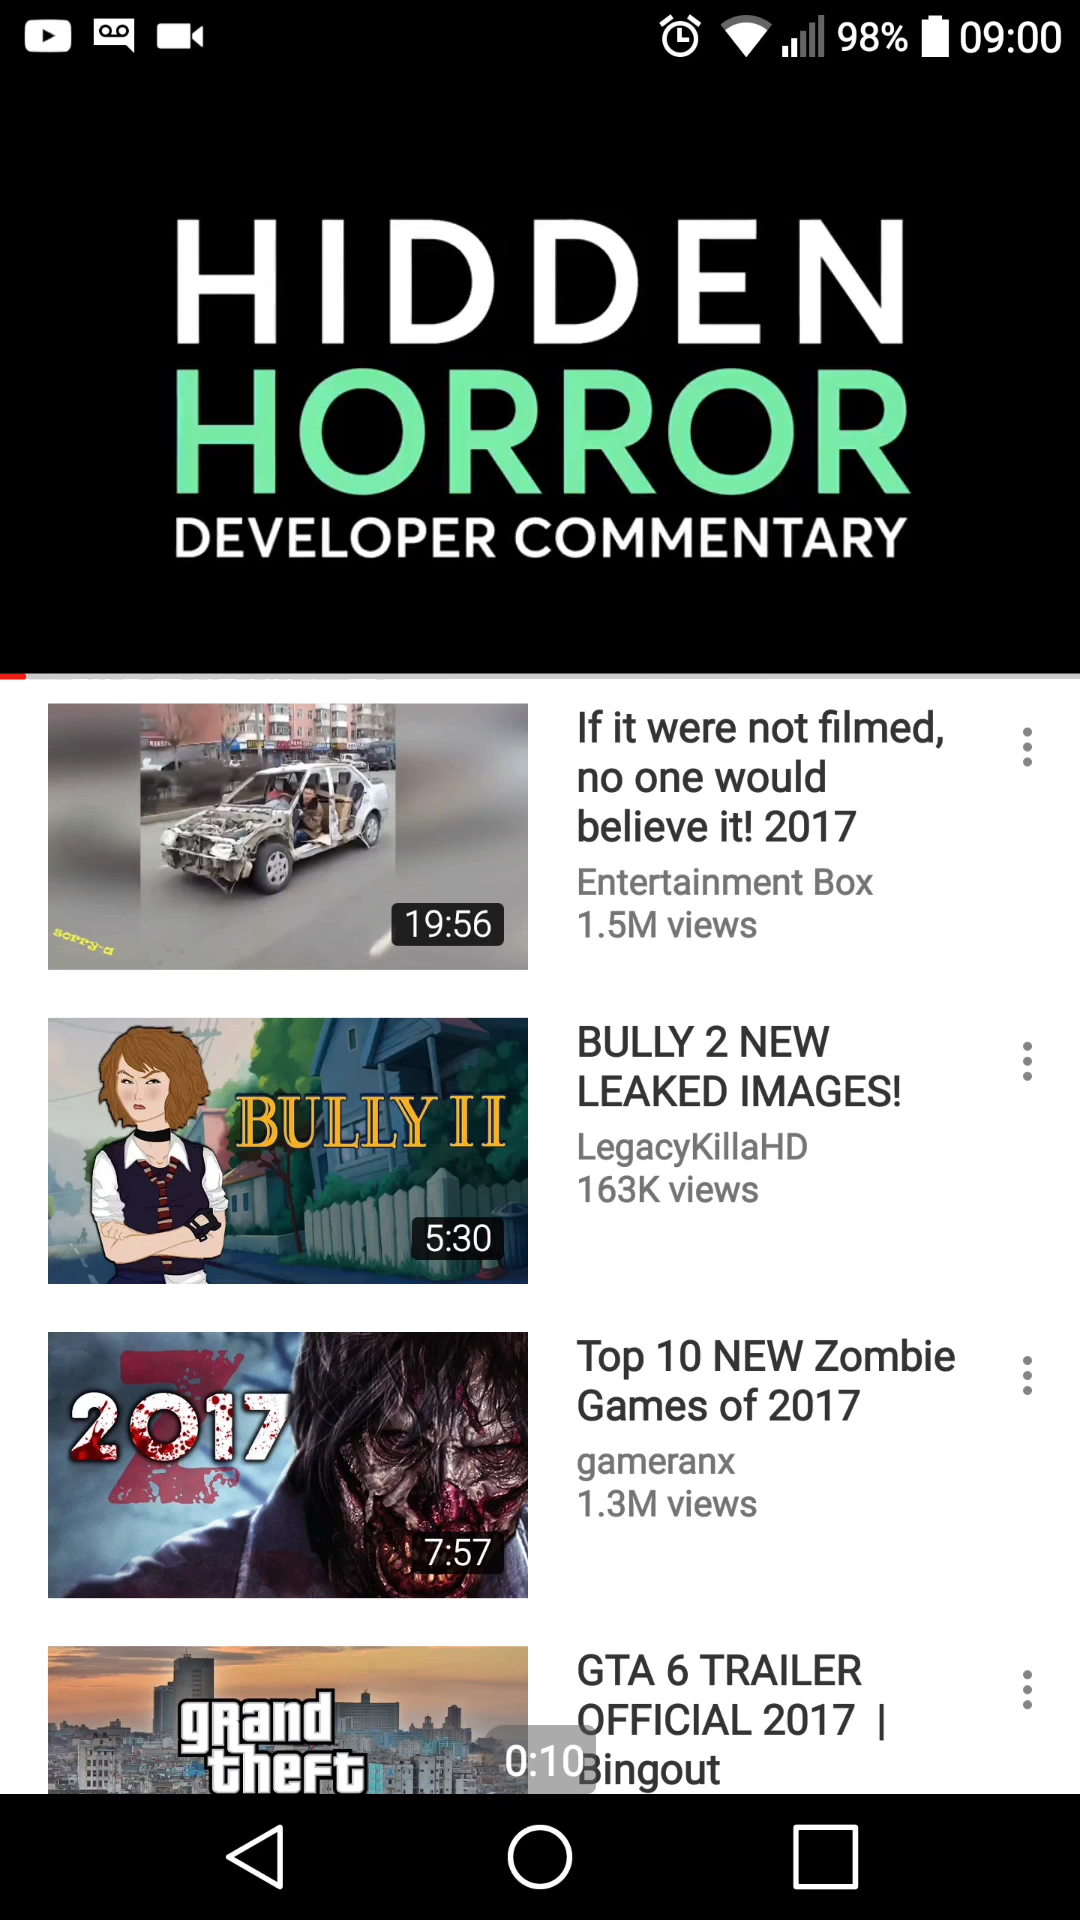 98% 09:00
HIDDEN
HORROR
DEVELOPER COMMENTARY
If it were not filmed,
no one would
believe it! 2017
Entertainment Box
1.5M views
19:56
sorry-a
BULLY 2 NEW
LEAKED IMAGES!
LegacyKillaHD
163K views
BULLY II
5:30
Top 10 NEW Zombie
Games of 2017
gameranx
1.3M views
Z
2017
7:57
GTA 6 TRAILER
OFFICIAL 2017 |
Bingout
grand
theft
0:10